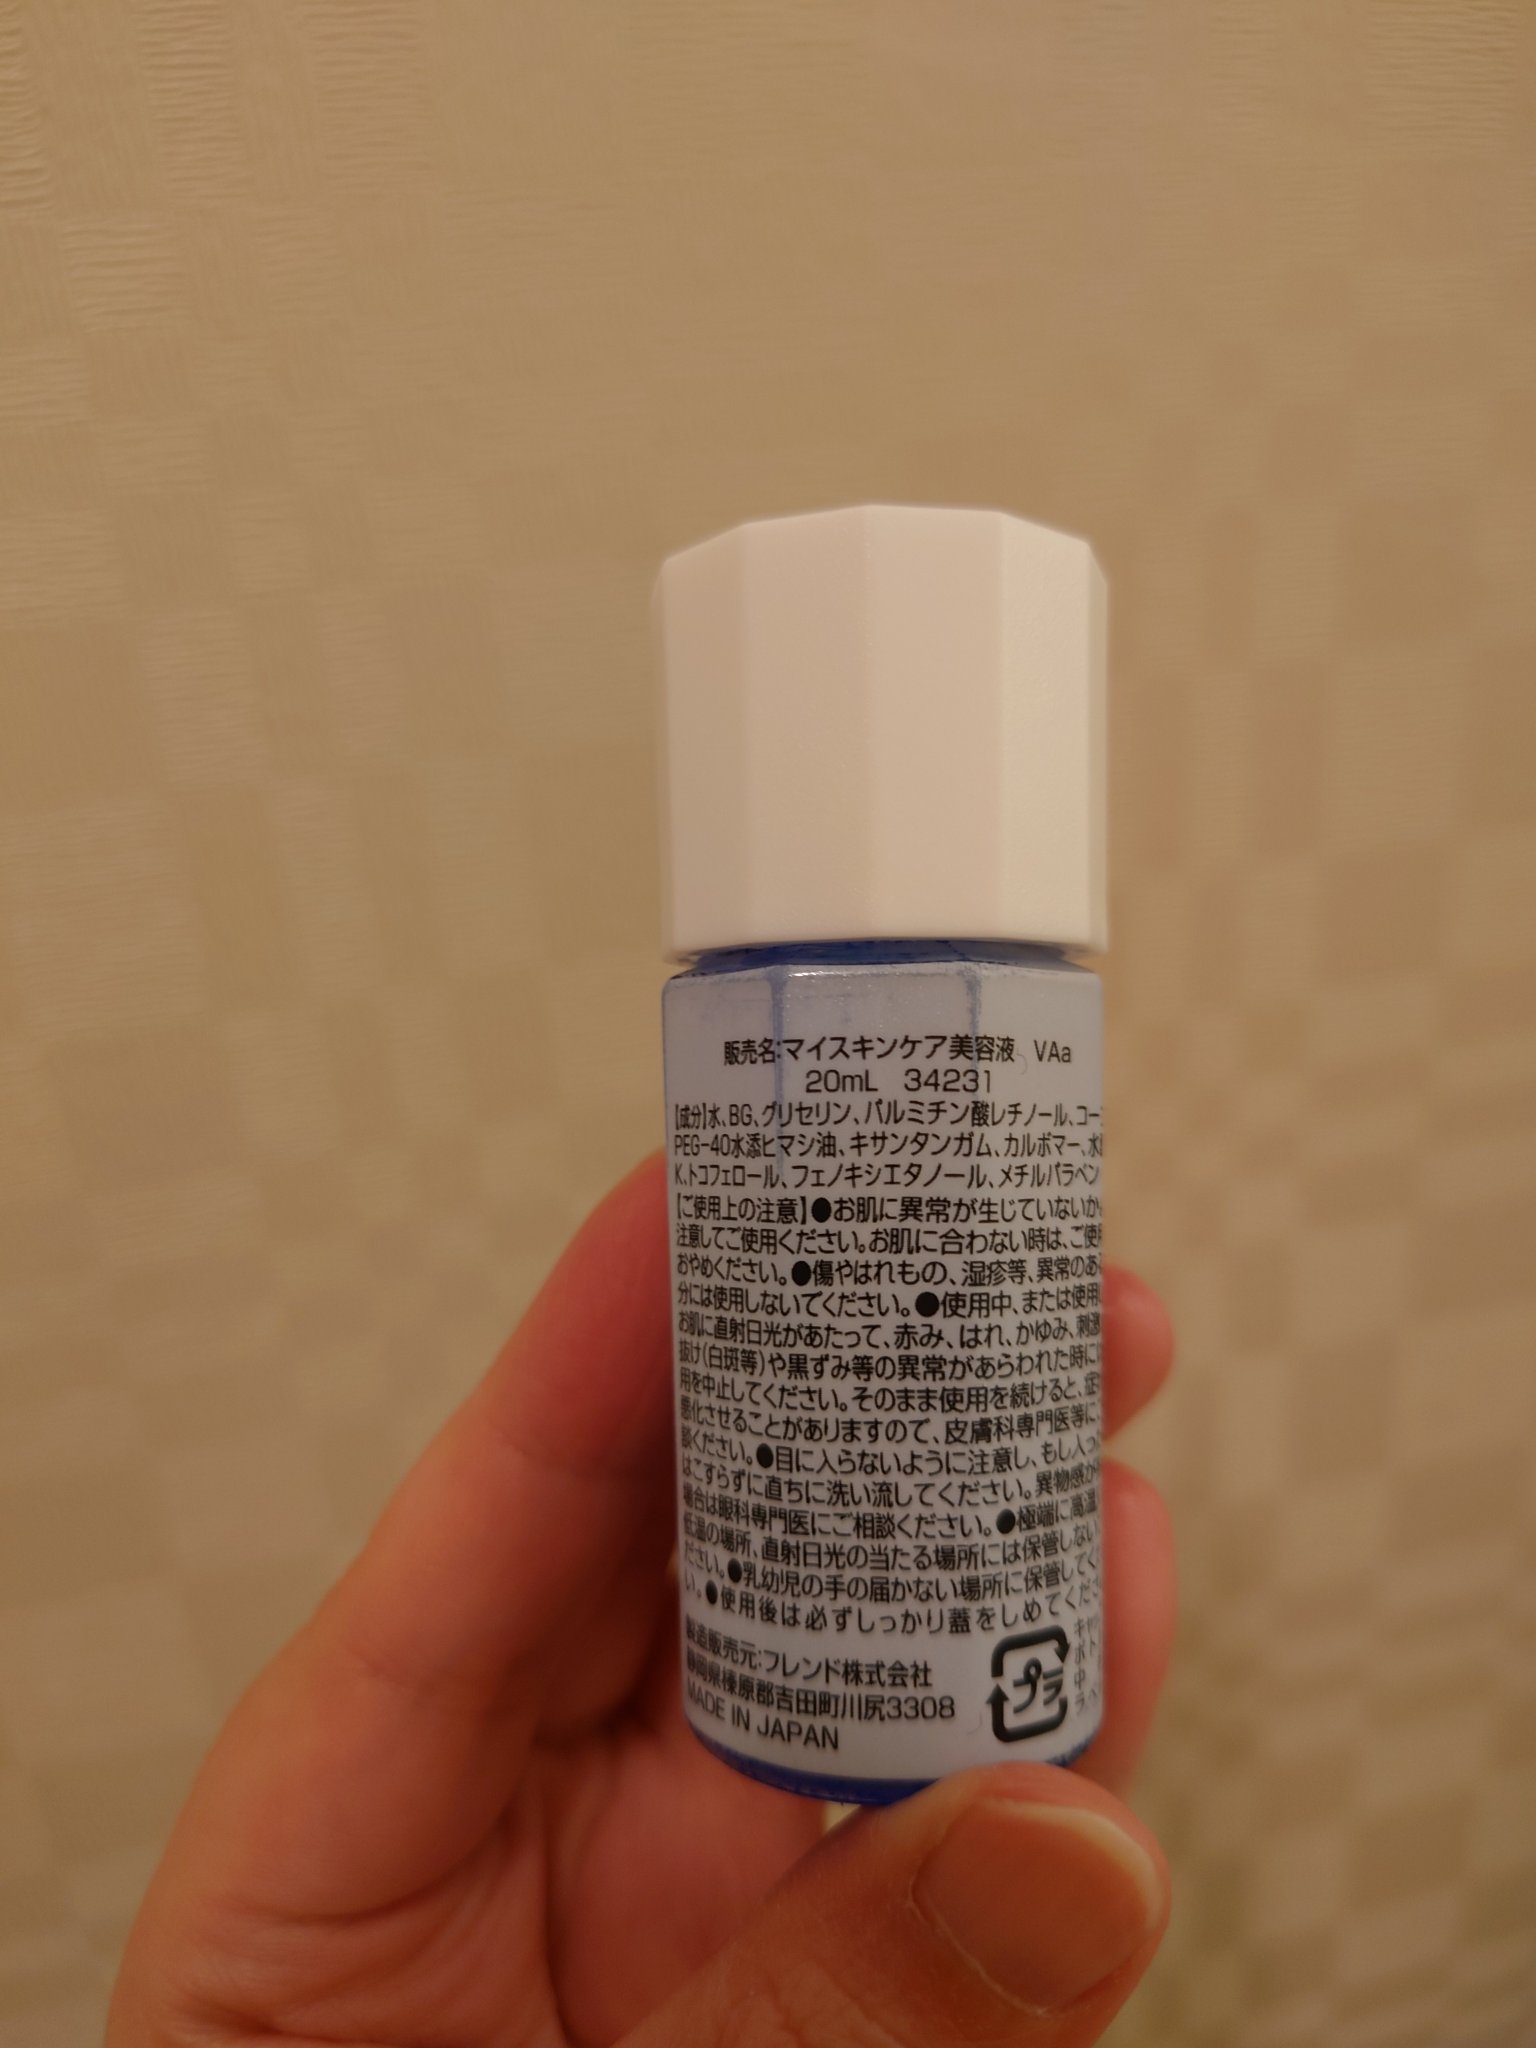 販売名:マイスキンケア美容液 VAa
20mL 34231
【成分】水、BG、グリセリン、パルミチン酸レチノール、コー
PEG-40水添ヒマシ油、キサンタンガム、カルボマー、水
K、トコフェロール、フェノキシエタノール、メチルパラベン
【ご使用上の注意】●お肌に異常が生じていないか
注意してご使用ください。お肌に合わない時は、ご使用
おやめください。●傷やはれもの、湿疹等、異常のある
分には使用しないでください。●使用中、または使用
お肌に直射日光があたって、赤み、はれ、かゆみ、刺激
抜け(白斑等)や黒ずみ等の異常があらわれた時には
用を中止してください。そのまま使用を続けると、症
悪化させることがありますので、皮膚科専門医等に
談ください。●目に入らないように注意し、もし入っ
はこすらずに直ちに洗い流してください。異物感が
場合は眼科専門医にご相談ください。●極端に高温
低温の場所、直射日光の当たる場所には保管しない
ださい。●乳幼児の手の届かない場所に保管してく
い。●使用後は必ずしっかり蓋をしめてくださ
製造販売元:フレンド株式会社
静岡県榛原郡吉田町川尻3308
MADE IN JAPAN
プラ